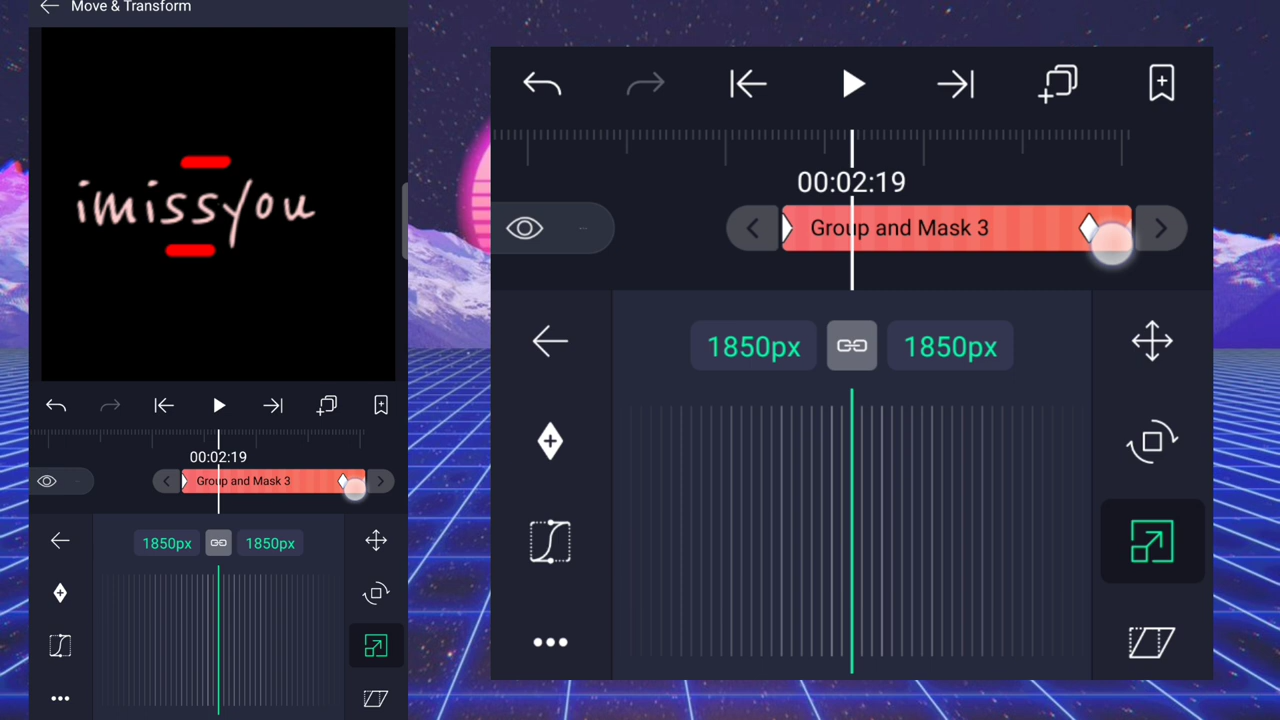 Move & Transform
imissyou
00:02:19
Group and Mask 3
1850px
1850px
00:02:19
Group and Mask 3
1850px
1850px